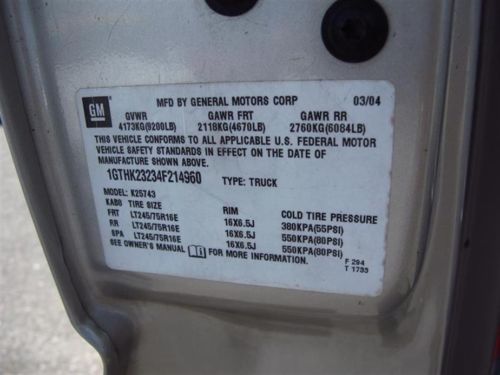 GM
MFD BY GENERAL MOTORS CORP 03/04
GVWR GAWR FRT GAWR RR
4173KG(9200LB) 2118KG(4670LB) 2760KG(6084LB)
THIS VEHICLE CONFORMS TO ALL APPLICABLE U.S. FEDERAL MOTOR
VEHICLE SAFETY STANDARDS IN EFFECT ON THE DATE OF
MANUFACTURE SHOWN ABOVE.
1GTHK23234F214960 TYPE: TRUCK
MODEL: K25743
KABO TIRE SIZE RIM COLD TIRE PRESSURE
FRT LT245/75R16E 16X6.5J 380KPA(55PSI)
RR LT245/75R16E 16X6.5J 550KPA(80PSI)
SPA LT245/75R16E 16X6.5J 550KPA(80PSI)
SEE OWNER'S MANUAL FOR MORE INFORMATION.
F 294
T 1733